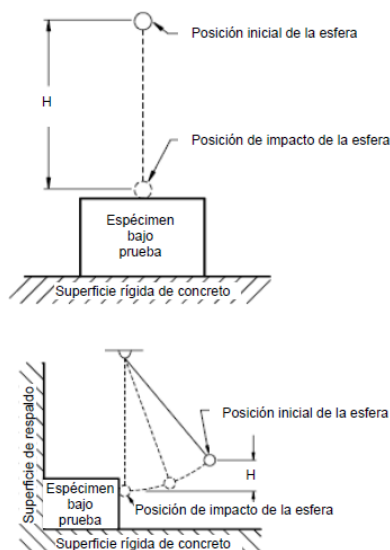 Posición inicial de la esfera
H
Posición de impacto de la esfera
Espécimen
bajo
prueba
Superficie rígida de concreto
Superficie de respaldo
Posición inicial de la esfera
H
Espécimen
bajo
prueba
Posición de impacto de la esfera
Superficie rígida de concreto